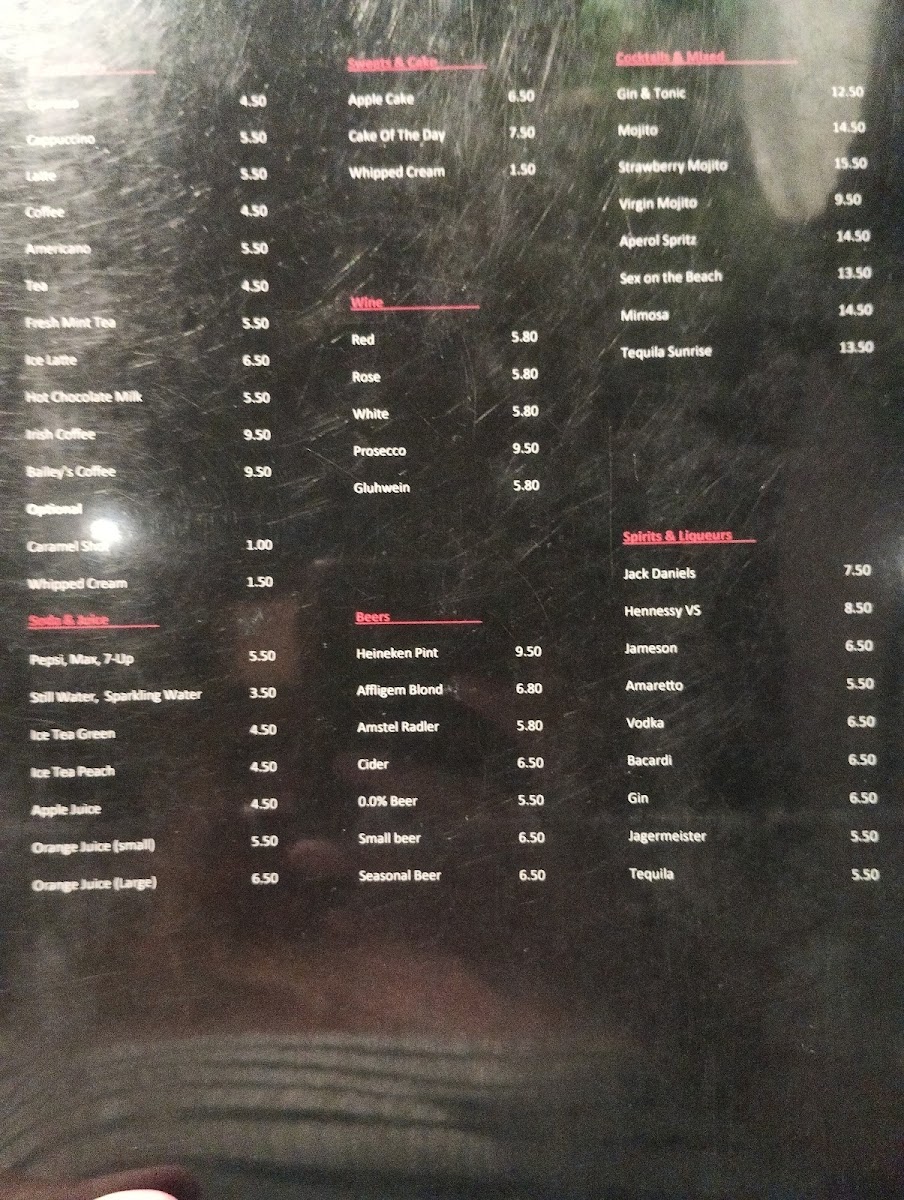 Espresso 4.50
Cappuccino 5.50
Latte 5.50
Coffee 4.50
Americano 5.50
Tea 4.50
Fresh Mint Tea 5.50
Ice Latte 6.50
Hot Chocolate Milk 5.50
Irish Coffee 9.50
Bailey's Coffee 9.50
Optional
Caramel Shot 1.00
Whipped Cream 1.50
Soda & Juice
Pepsi, Max, 7-Up 5.50
Still Water, Sparkling Water 3.50
Ice Tea Green 4.50
Ice Tea Peach 4.50
Apple Juice 4.50
Orange Juice (small) 5.50
Orange Juice (Large) 6.50
Sweets & Cake
Apple Cake 6.50
Cake Of The Day 7.50
Whipped Cream 1.50
Wine
Red 5.80
Rose 5.80
White 5.80
Prosecco 9.50
Gluhwein 5.80
Beers
Heineken Pint 9.50
Affligem Blond 6.80
Amstel Radler 5.80
Cider 6.50
0.0% Beer 5.50
Small beer 6.50
Seasonal Beer 6.50
Cocktails & Mixed
Gin & Tonic 12.50
Mojito 14.50
Strawberry Mojito 15.50
Virgin Mojito 9.50
Aperol Spritz 14.50
Sex on the Beach 13.50
Mimosa 14.50
Tequila Sunrise 13.50
Spirits & Liqueurs
Jack Daniels 7.50
Hennessy VS 8.50
Jameson 6.50
Amaretto 5.50
Vodka 6.50
Bacardi 6.50
Gin 6.50
Jagermeister 5.50
Tequila 5.50